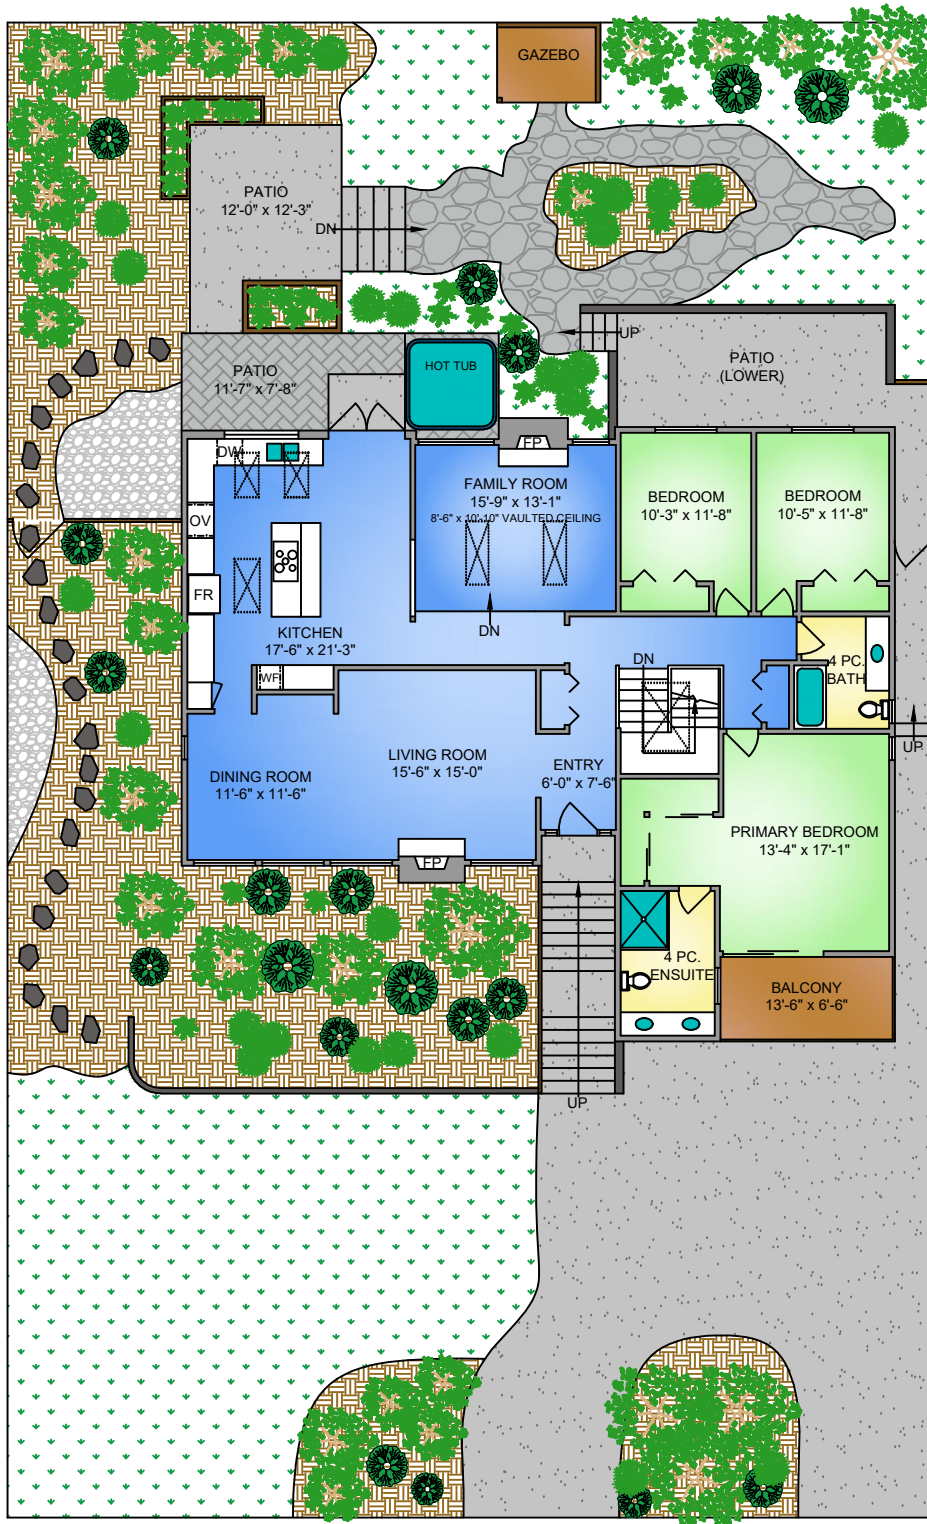 GAZEBO
PATIO
12'-0" x 12'-3"
DN
UP
PATIO
11'-7" x 7'-8"
HOT TUB
PATIO
(LOWER)
DW
FP
FAMILY ROOM
15'-9" x 13'-1"
8'-6" x 10'-10" VAULTED CEILING
BEDROOM
10'-3" x 11'-8"
BEDROOM
10'-5" x 11'-8"
OV
FR
KITCHEN
17'-6" x 21'-3"
DN
DN
WF
4 PC.
BATH
UP
LIVING ROOM
15'-6" x 15'-0"
DINING ROOM
11'-6" x 11'-6"
ENTRY
6'-0" x 7'-6"
PRIMARY BEDROOM
13'-4" x 17'-1"
FP
4 PC.
ENSUITE
BALCONY
13'-6" x 6'-6"
UP